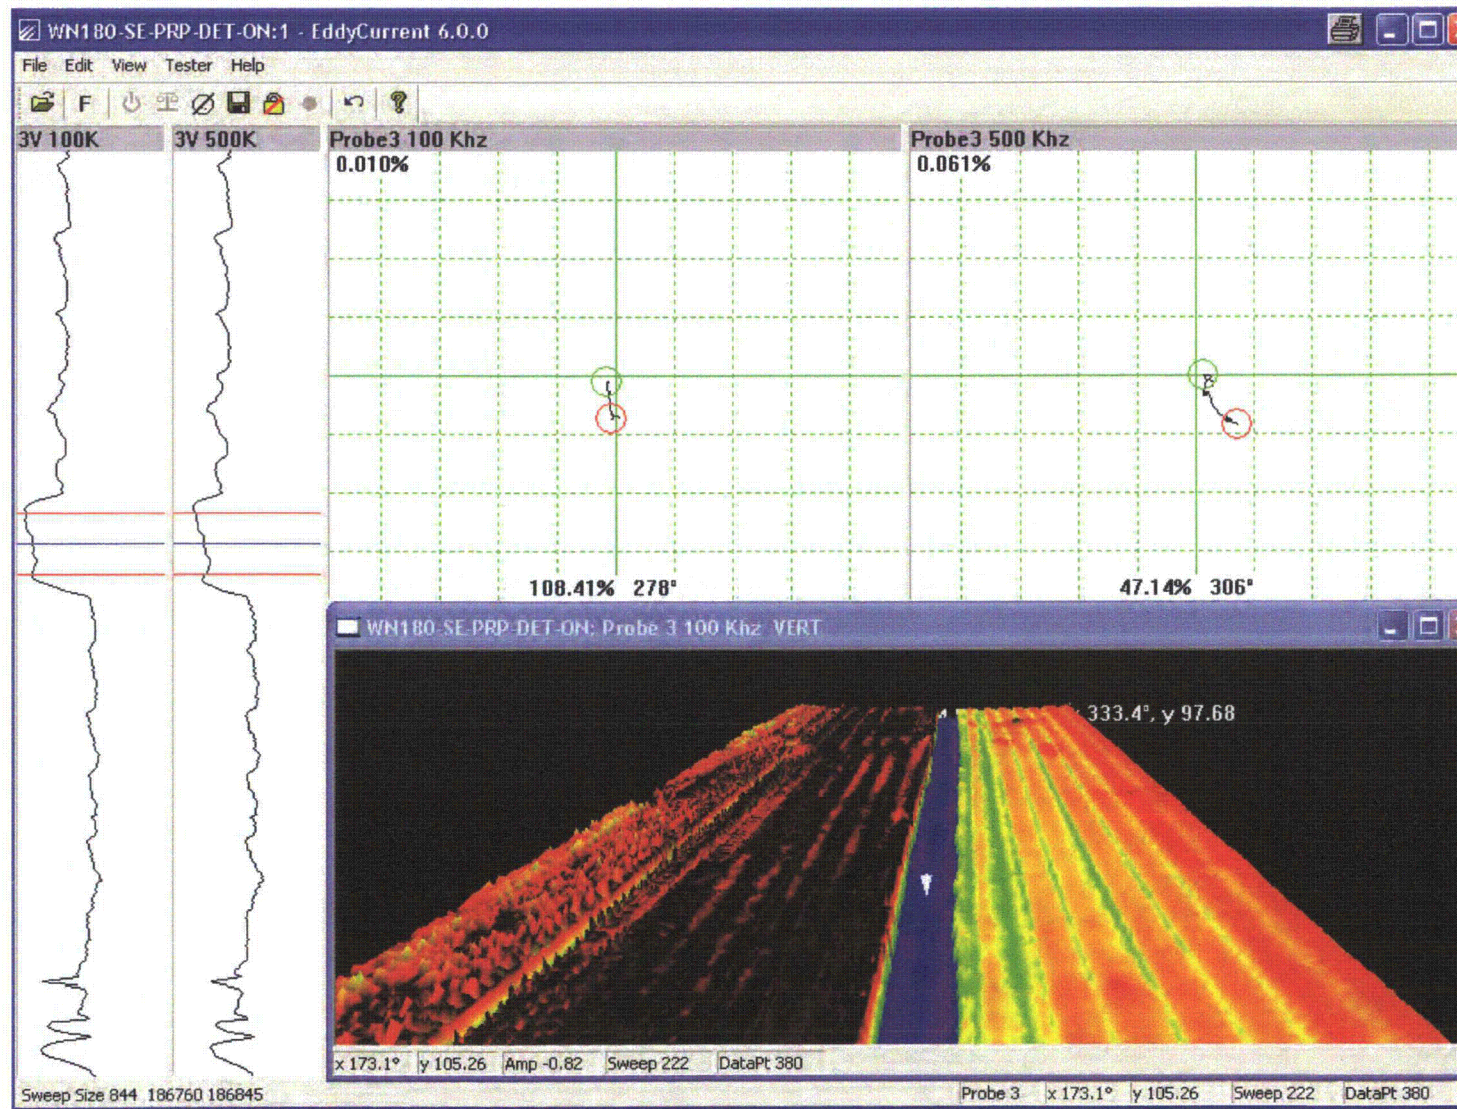 WN180-SE-PRP-DET-ON:1 - EddyCurrent 6.0.0
File Edit View Tester Help
F
3V 100K
3V 500K
Probe3 100 Khz
0.010%
108.41% 278°
Probe3 500 Khz
0.061%
47.14% 306°
WN180-SE-PRP-DET-ON: Probe 3 100 Khz VERT
333.4°, y 97.68
x 173.1° y 105.26 Amp -0.82 Sweep 222 DataPt 380
Sweep Size 844 186760 186845 Probe 3 x 173.1° y 105.26 Sweep 222 DataPt 380